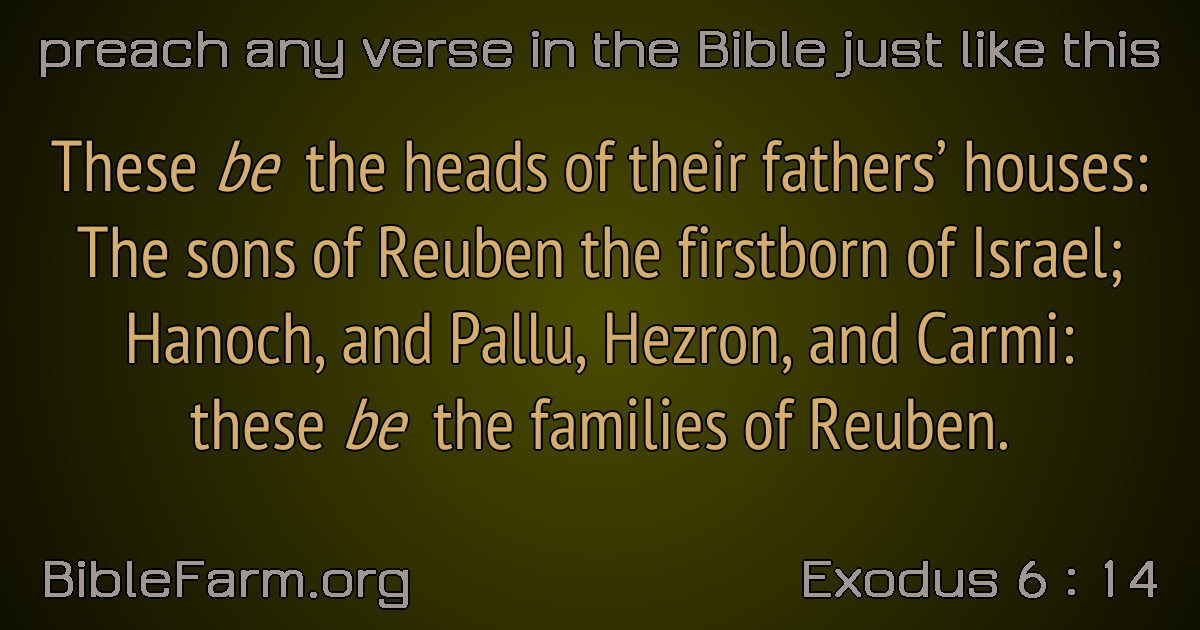 preach any verse in the Bible just like this
These be the heads of their fathers’ houses:
The sons of Reuben the firstborn of Israel;
Hanoch, and Pallu, Hezron, and Carmi:
these be the families of Reuben.
BibleFarm.org
Exodus 6 : 14